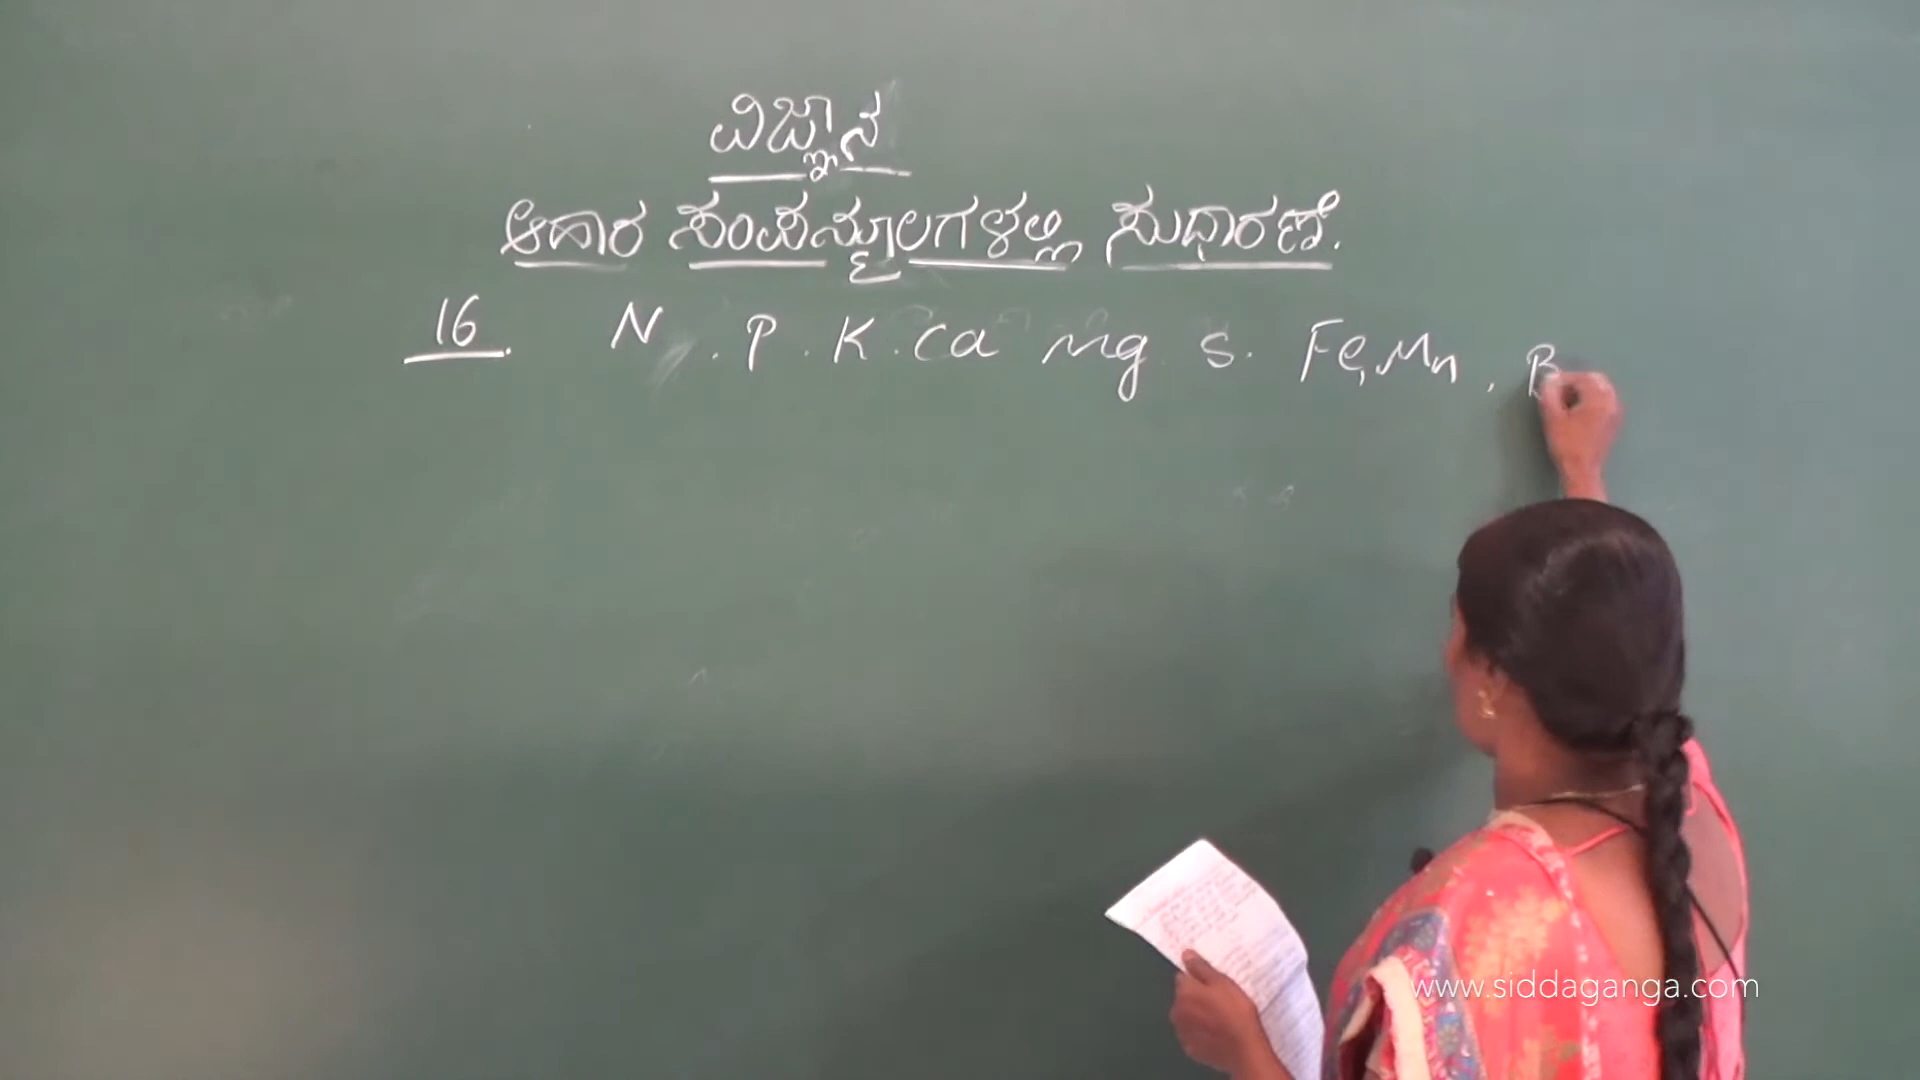 ವಿಜ್ಞಾನ
ಆಹಾರ ಸಂಪನ್ಮೂಲಗಳಲ್ಲಿ ಸುಧಾರಣೆ.
16. N . P . K . Ca Mg S. Fe, Mn , B
www.siddaganga.com